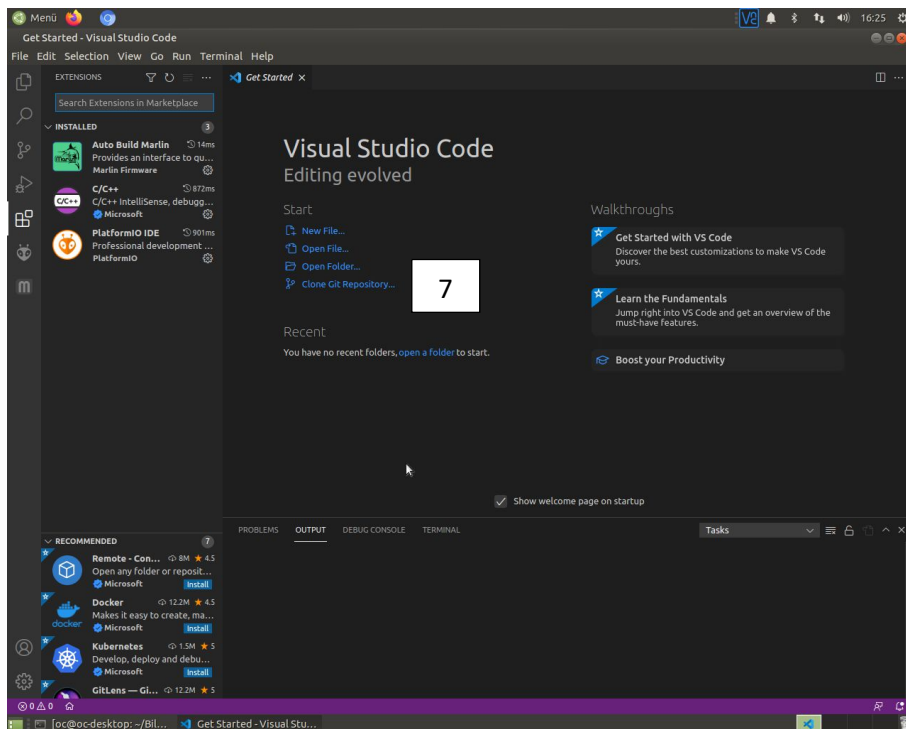 Menü
16:25
Get Started - Visual Studio Code
File Edit Selection View Go Run Terminal Help
EXTENSIONS
Get Started
Search Extensions in Marketplace
INSTALLED 3
Auto Build Marlin 14ms
Provides an interface to qu...
Marlin Firmware
C/C++ 872ms
C/C++ IntelliSense, debugg...
Microsoft
PlatformIO IDE 901ms
Professional development ...
PlatformIO
Visual Studio Code
Editing evolved
Start
New File...
Open File...
Open Folder...
Clone Git Repository...
7
Recent
You have no recent folders, open a folder to start.
Walkthroughs
Get Started with VS Code
Discover the best customizations to make VS Code
yours.
Learn the Fundamentals
Jump right into VS Code and get an overview of the
must-have features.
Boost your Productivity
Show welcome page on startup
PROBLEMS OUTPUT DEBUG CONSOLE TERMINAL
Tasks
RECOMMENDED 7
Remote - Con... 8M 4.5
Open any folder or reposit...
Microsoft Install
Docker 12.2M 4.5
Makes it easy to create, ma...
Microsoft Install
Kubernetes 1.5M 5
Develop, deploy and debu...
Microsoft Install
GitLens — Gi... 12.2M 5
0 0
[oc@oc-desktop: ~/Bil...
Get Started - Visual Stu...